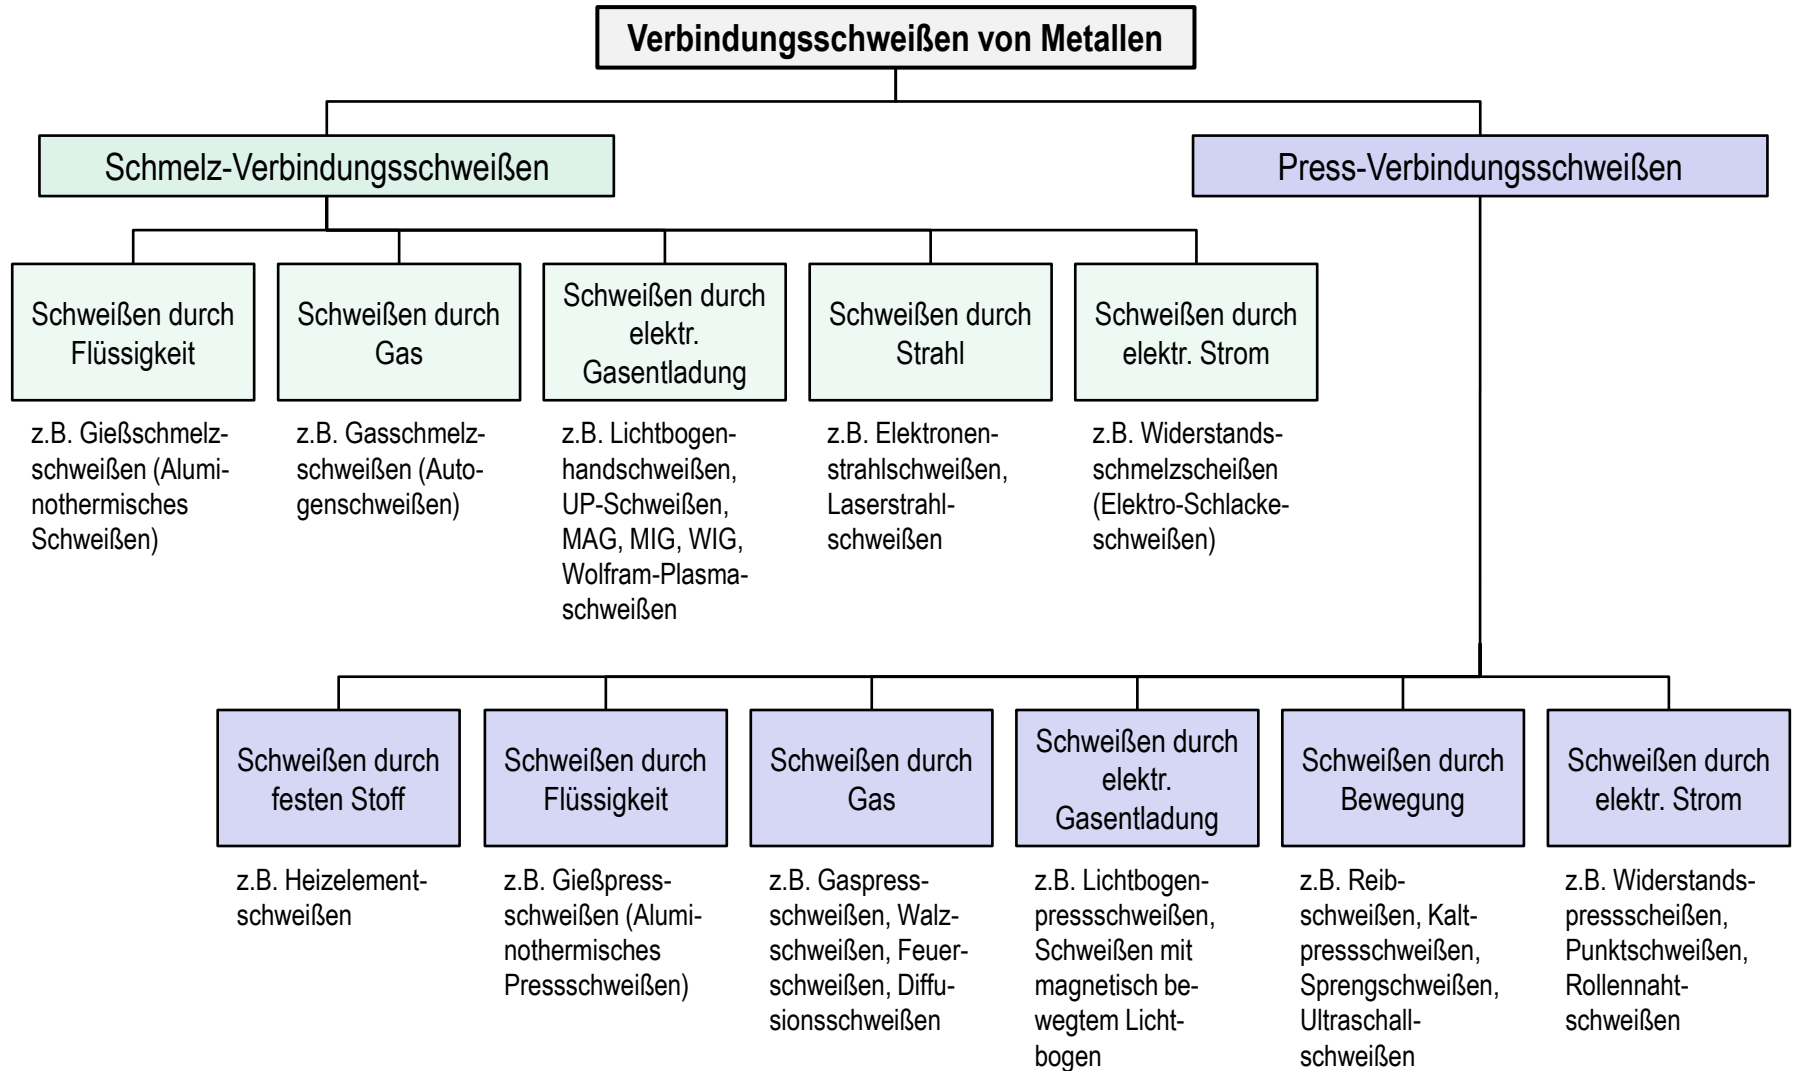 Verbindungsschweißen von Metallen
Schmelz-Verbindungsschweißen
Press-Verbindungsschweißen
Schweißen durch
Flüssigkeit
Schweißen durch
Gas
Schweißen durch
elektr.
Gasentladung
Schweißen durch
Strahl
Schweißen durch
elektr. Strom
z.B. Gießschmelz-
schweißen (Alumi-
nothermisches
Schweißen)
z.B. Gasschmelz-
schweißen (Auto-
genschweißen)
z.B. Lichtbogen-
handschweißen,
UP-Schweißen,
MAG, MIG, WIG,
Wolfram-Plasma-
schweißen
z.B. Elektronen-
strahlschweißen,
Laserstrahl-
schweißen
z.B. Widerstands-
schmelzscheißen
(Elektro-Schlacke-
schweißen)
Schweißen durch
festen Stoff
Schweißen durch
Flüssigkeit
Schweißen durch
Gas
Schweißen durch
elektr.
Gasentladung
Schweißen durch
Bewegung
Schweißen durch
elektr. Strom
z.B. Heizelement-
schweißen
z.B. Gießpress-
schweißen (Alumi-
nothermisches
Pressschweißen)
z.B. Gaspress-
schweißen, Walz-
schweißen, Feuer-
schweißen, Diffu-
sionsschweißen
z.B. Lichtbogen-
pressschweißen,
Schweißen mit
magnetisch be-
wegtem Licht-
bogen
z.B. Reib-
schweißen, Kalt-
pressschweißen,
Sprengschweißen,
Ultraschall-
schweißen
z.B. Widerstands-
pressscheißen,
Punktschweißen,
Rollennaht-
schweißen